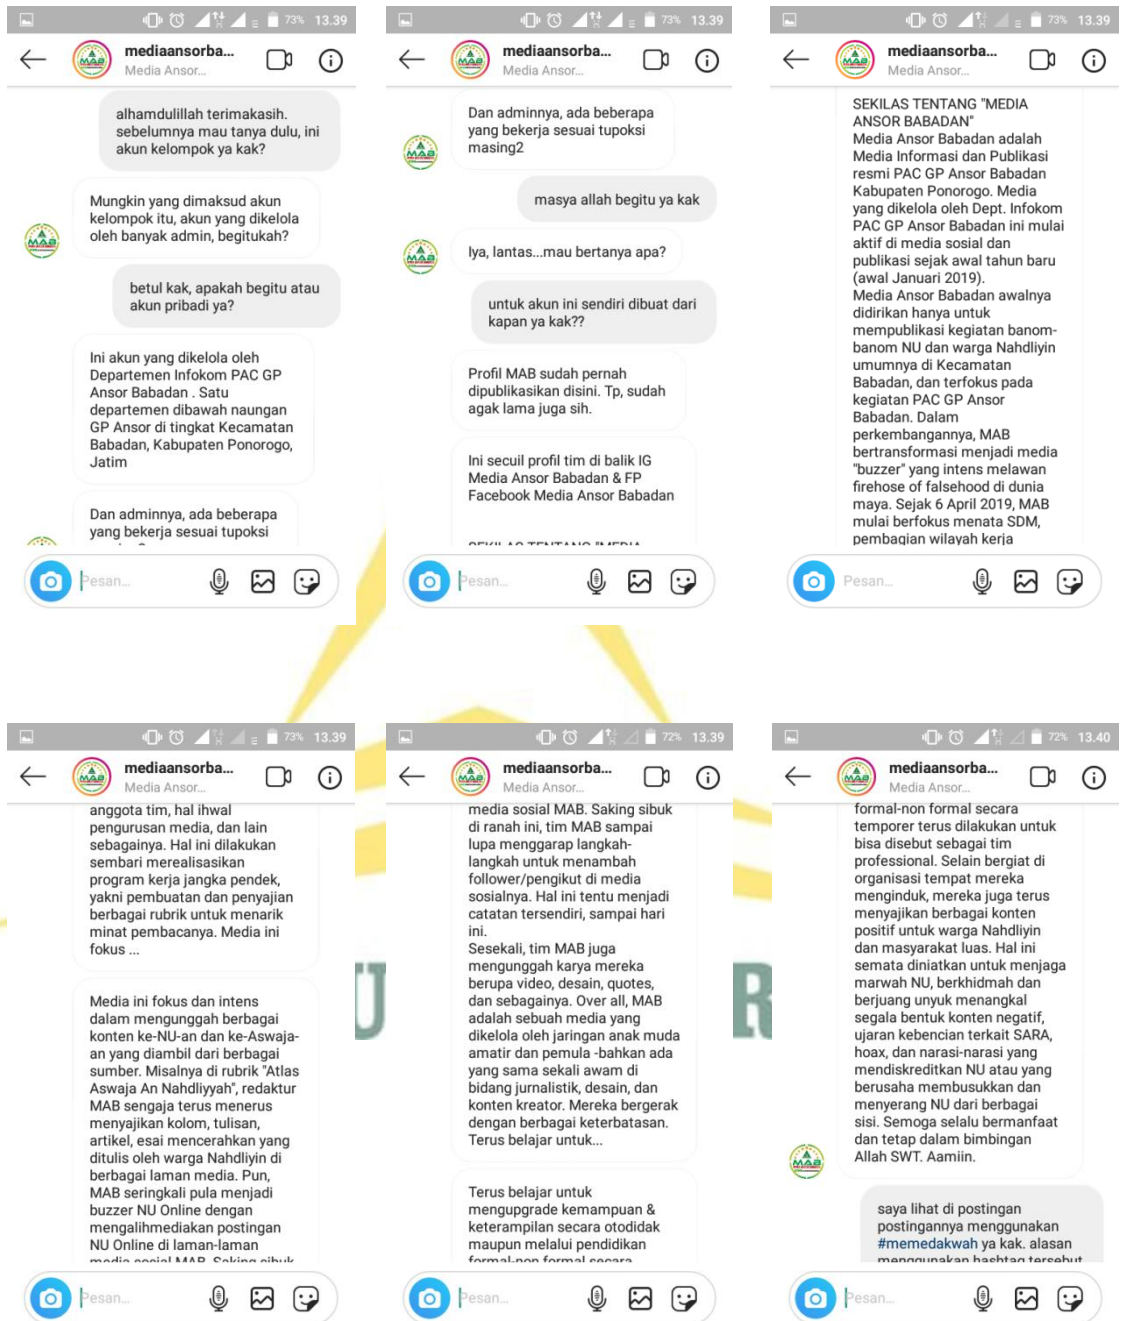 73% 13.39
mediaansorba...
Media Ansor...
alhamdulillah terimakasih.
sebelumnya mau tanya dulu, ini
akun kelompok ya kak?
Mungkin yang dimaksud akun
kelompok itu, akun yang dikelola
oleh banyak admin, begitukah?
betul kak, apakah begitu atau
akun pribadi ya?
Ini akun yang dikelola oleh
Departemen Infokom PAC GP
Ansor Babadan . Satu
departemen dibawah naungan
GP Ansor di tingkat Kecamatan
Babadan, Kabupaten Ponorogo,
Jatim
Dan adminnya, ada beberapa
yang bekerja sesuai tupoksi
Pesan...
73% 13.39
mediaansorba...
Media Ansor...
Dan adminnya, ada beberapa
yang bekerja sesuai tupoksi
masing2
MAB
masya allah begitu ya kak
Iya, lantas...mau bertanya apa?
MAB
untuk akun ini sendiri dibuat dari
kapan ya kak??
Profil MAB sudah pernah
dipublikasikan disini. Tp, sudah
agak lama juga sih.
Ini secuil profil tim di balik IG
Media Ansor Babadan & FP
Facebook Media Ansor Babadan
SEKILAS TENTANG "MEDIA
Pesan...
73% 13.39
mediaansorba...
Media Ansor...
SEKILAS TENTANG "MEDIA
ANSOR BABADAN"
Media Ansor Babadan adalah
Media Informasi dan Publikasi
resmi PAC GP Ansor Babadan
Kabupaten Ponorogo. Media
yang dikelola oleh Dept. Infokom
PAC GP Ansor Babadan ini mulai
aktif di media sosial dan
publikasi sejak awal tahun baru
(awal Januari 2019).
Media Ansor Babadan awalnya
didirikan hanya untuk
mempublikasi kegiatan banom-
banom NU dan warga Nahdliyin
umumnya di Kecamatan
Babadan, dan terfokus pada
kegiatan PAC GP Ansor
Babadan. Dalam
perkembangannya, MAB
bertransformasi menjadi media
"buzzer" yang intens melawan
firehose of falsehood di dunia
maya. Sejak 6 April 2019, MAB
mulai berfokus menata SDM,
pembagian wilayah kerja
Pesan...
73% 13.39
mediaansorba...
Media Ansor...
anggota tim, hal ihwal
pengurusan media, dan lain
sebagainya. Hal ini dilakukan
sembari merealisasikan
program kerja jangka pendek,
yakni pembuatan dan penyajian
berbagai rubrik untuk menarik
minat pembacanya. Media ini
fokus ...
Media ini fokus dan intens
dalam mengunggah berbagai
konten ke-NU-an dan ke-Aswaja-
an yang diambil dari berbagai
sumber. Misalnya di rubrik "Atlas
Aswaja An Nahdliyyah", redaktur
MAB sengaja terus menerus
menyajikan kolom, tulisan,
artikel, esai mencerahkan yang
ditulis oleh warga Nahdliyin di
berbagai laman media. Pun,
MAB seringkali pula menjadi
buzzer NU Online dengan
mengalihmediakan postingan
NU Online di laman-laman
media sosial MAB. Saking sibuk
Pesan...
72% 13.39
mediaansorba...
Media Ansor...
media sosial MAB. Saking sibuk
di ranah ini, tim MAB sampai
lupa menggarap langkah-
langkah untuk menambah
follower/pengikut di media
sosialnya. Hal ini tentu menjadi
catatan tersendiri, sampai hari
ini.
Sesekali, tim MAB juga
mengunggah karya mereka
berupa video, desain, quotes,
dan sebagainya. Over all, MAB
adalah sebuah media yang
dikelola oleh jaringan anak muda
amatir dan pemula -bahkan ada
yang sama sekali awam di
bidang jurnalistik, desain, dan
konten kreator. Mereka bergerak
dengan berbagai keterbatasan.
Terus belajar untuk...
Terus belajar untuk
mengupgrade kemampuan &
keterampilan secara otodidak
maupun melalui pendidikan
formal-non formal secara
Pesan...
72% 13.40
mediaansorba...
Media Ansor...
formal-non formal secara
temporer terus dilakukan untuk
bisa disebut sebagai tim
professional. Selain bergiat di
organisasi tempat mereka
menginduk, mereka juga terus
menyajikan berbagai konten
positif untuk warga Nahdliyin
dan masyarakat luas. Hal ini
semata diniatkan untuk menjaga
marwah NU, berkhidmah dan
berjuang unyuk menangkal
segala bentuk konten negatif,
ujaran kebencian terkait SARA,
hoax, dan narasi-narasi yang
mendiskreditkan NU atau yang
berusaha membusukkan dan
menyerang NU dari berbagai
sisi. Semoga selalu bermanfaat
dan tetap dalam bimbingan
Allah SWT. Aamiin.
MAB
saya lihat di postingan
postingannya menggunakan
#memedakwah ya kak. alasan
menggunakan hashtag tersebut
Pesan...